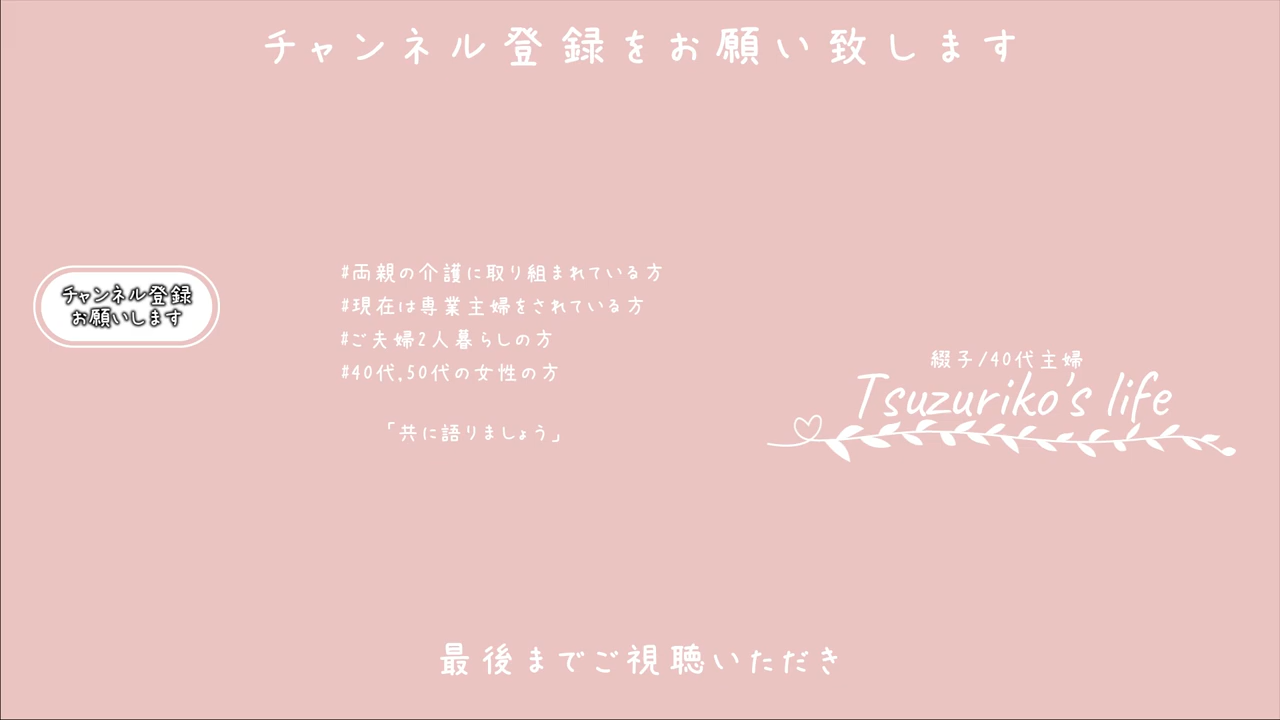 チャンネル登録をお願い致します
チャンネル登録
お願いします
#両親の介護に取り組まれている方
#現在は専業主婦をされている方
#ご夫婦2人暮らしの方
#40代,50代の女性の方
「共に語りましょう」
綴子/40代主婦
Tsuzuriko's life
最後までご視聴いただき